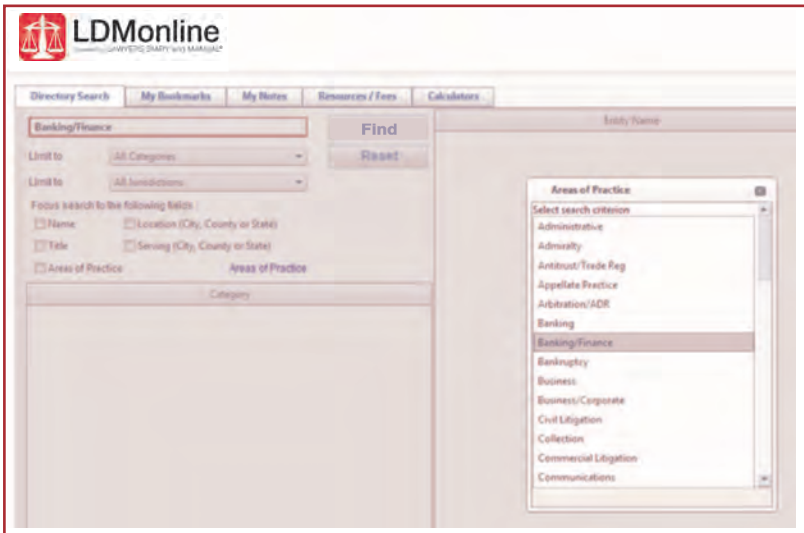 LDMonline
LAWYERS DIARY and MANUAL®
Directory Search My Bookmarks My Notes Resources / Fees Calculators
Banking/Finance Find
Entity Name
Limit to All Categories Reset
Limit to All Jurisdictions
Focus search to the following fields :
Name Location (City, County or State)
Title Serving (City, County or State)
Areas of Practice Areas of Practice
Category
Areas of Practice
Select search criterion
Administrative
Admiralty
Antitrust/Trade Reg
Appellate Practice
Arbitration/ADR
Banking
Banking/Finance
Bankruptcy
Business
Business/Corporate
Civil Litigation
Collection
Commercial Litigation
Communications